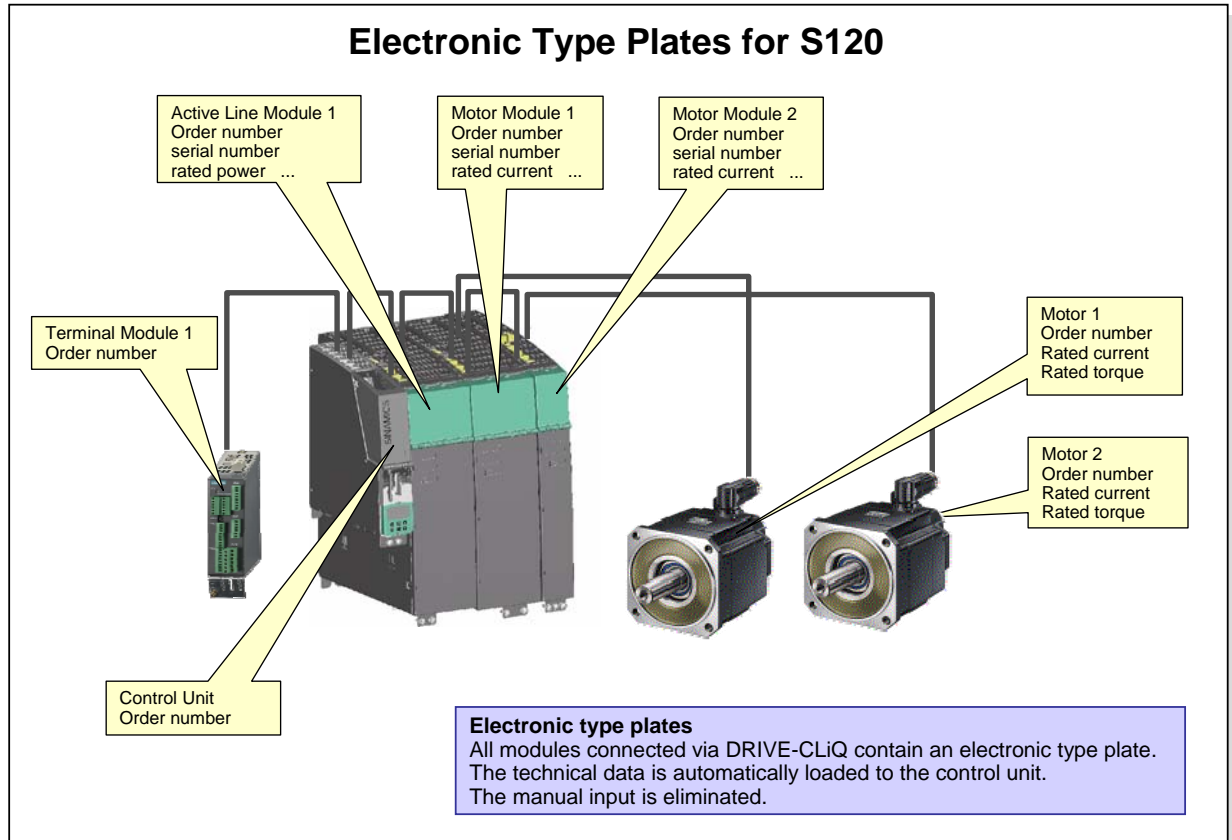 Electronic Type Plates for S120
Active Line Module 1
Order number
serial number
rated power ...
Motor Module 1
Order number
serial number
rated current ...
Motor Module 2
Order number
serial number
rated current ...
Terminal Module 1
Order number
Motor 1
Order number
Rated current
Rated torque
Motor 2
Order number
Rated current
Rated torque
SINAMICS
Control Unit
Order number
Electronic type plates
All modules connected via DRIVE-CLiQ contain an electronic type plate.
The technical data is automatically loaded to the control unit.
The manual input is eliminated.